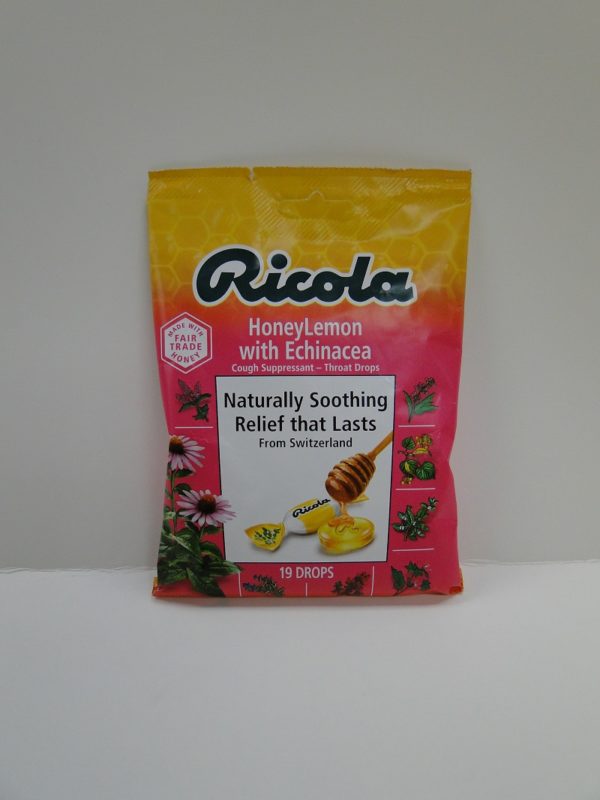 Ricola
HoneyLemon
with Echinacea
Cough Suppressant – Throat Drops
MADE WITH
FAIR
TRADE
HONEY
Naturally Soothing
Relief that Lasts
From Switzerland
Ricola
19 DROPS